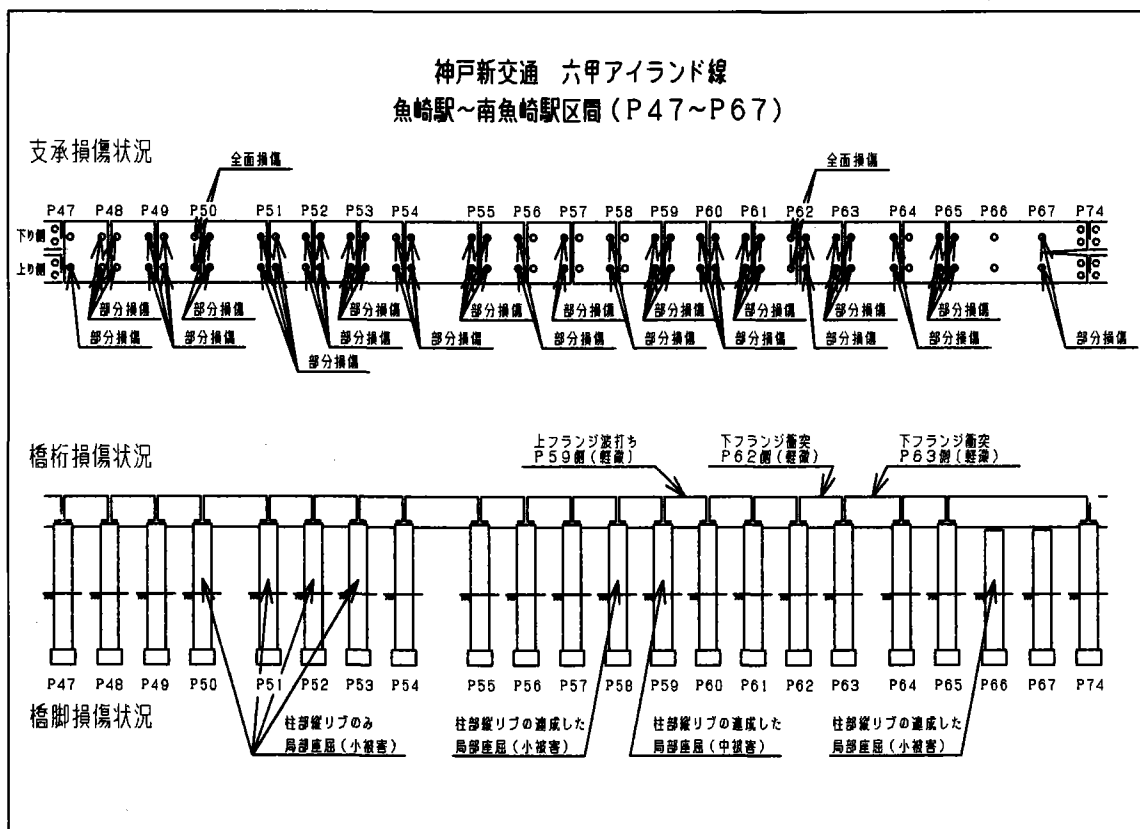 神戸新交通 六甲アイランド線
魚崎駅~南魚崎駅区間(P47~P67)
支承損傷状況
全面損傷
全面損傷
P47 P48 P49 P50 P51 P52 P53 P54 P55 P56 P57 P58 P59 P60 P61 P62 P63 P64 P65 P66 P67 P74
下り側
上り側
部分損傷 部分損傷 部分損傷 部分損傷 部分損傷 部分損傷 部分損傷 部分損傷 部分損傷
部分損傷 部分損傷 部分損傷 部分損傷 部分損傷 部分損傷 部分損傷 部分損傷 部分損傷 部分損傷
部分損傷
橋桁損傷状況
上フランジ波打ち
P59側(軽微)
下フランジ衝突
P62側(軽微)
下フランジ衝突
P63側(軽微)
P47 P48 P49 P50 P51 P52 P53 P54 P55 P56 P57 P58 P59 P60 P61 P62 P63 P64 P65 P66 P67 P74
橋脚損傷状況
柱部縦リブのみ
局部座屈(小被害)
柱部縦リブの連成した
局部座屈(小被害)
柱部縦リブの連成した
局部座屈(中被害)
柱部縦リブの連成した
局部座屈(小被害)